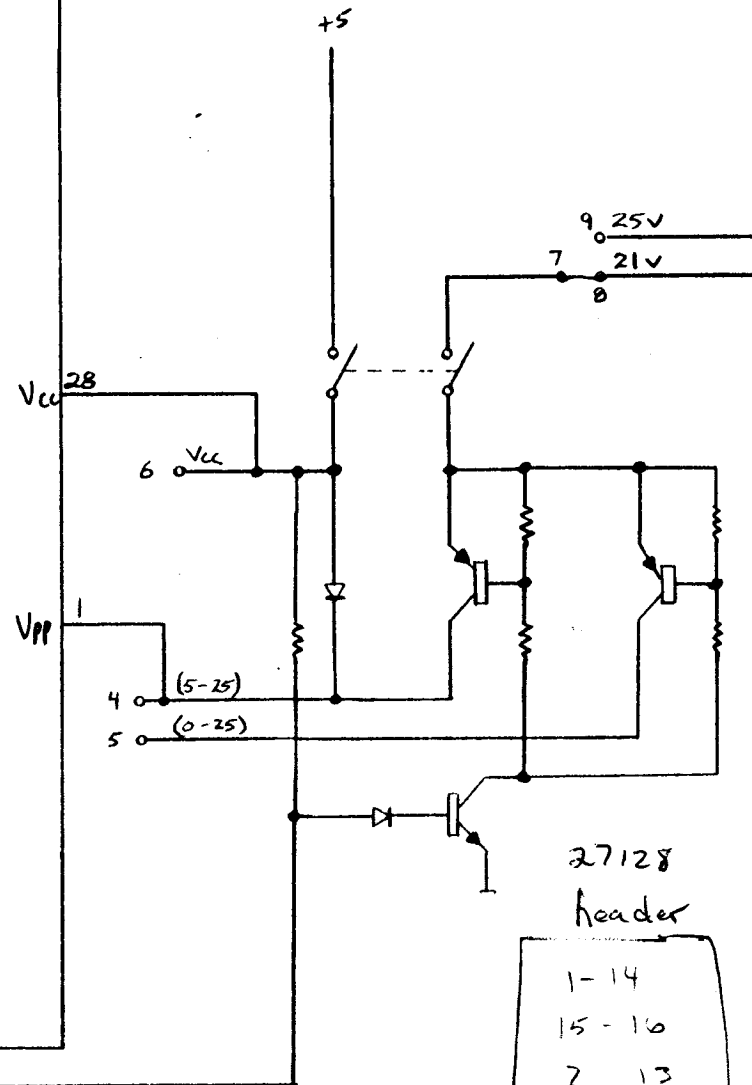 +5
9 25V
7 21V
8
Vcc 28
6 Vcc
Vpp 1
4 (5-25)
5 (0-25)
27128
header
1-14
15-16
7 13